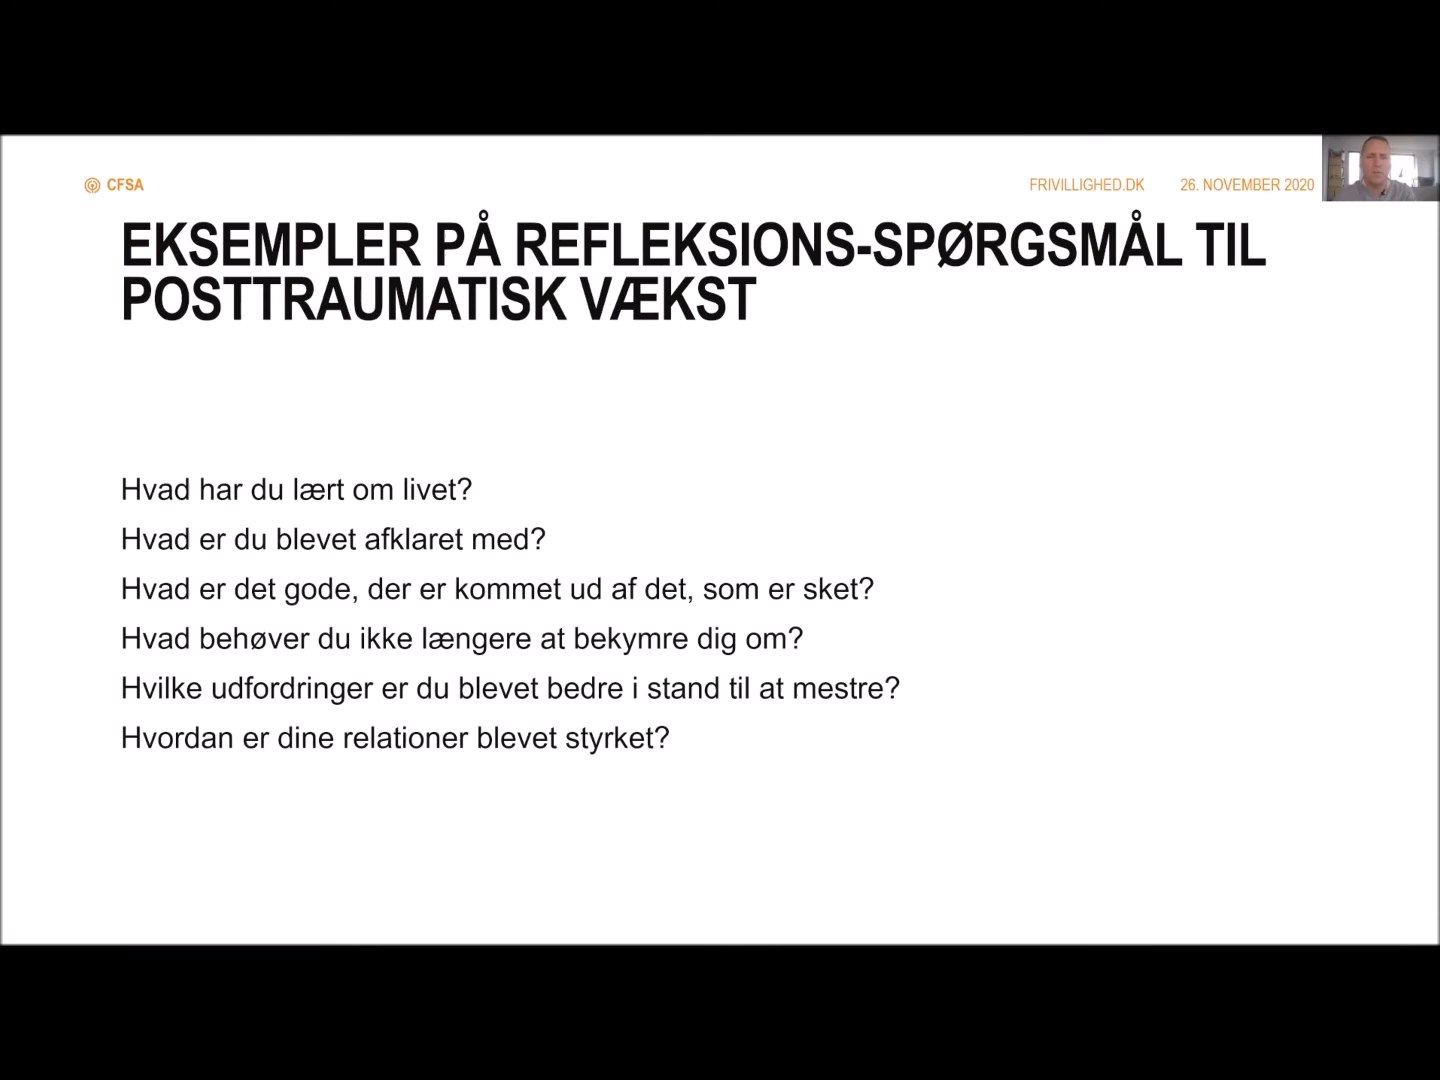 CFSA
FRIVILLIGHED.DK 26. NOVEMBER 2020
EKSEMPLER PÅ REFLEKSIONS-SPØRGSMÅL TIL
POSTTRAUMATISK VÆKST
Hvad har du lært om livet?
Hvad er du blevet afklaret med?
Hvad er det gode, der er kommet ud af det, som er sket?
Hvad behøver du ikke længere at bekymre dig om?
Hvilke udfordringer er du blevet bedre i stand til at mestre?
Hvordan er dine relationer blevet styrket?